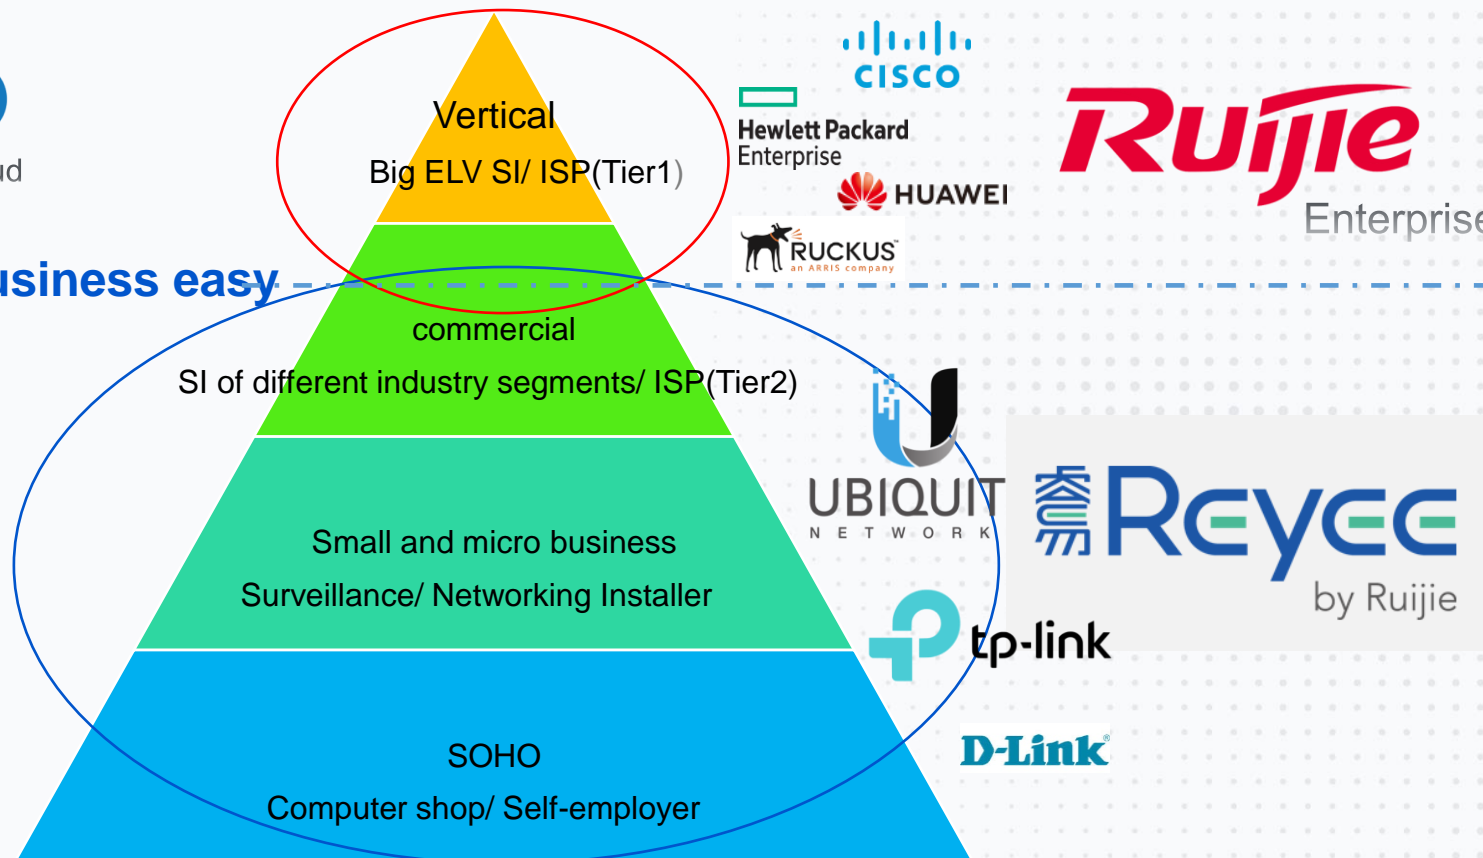 CISCO
Hewlett Packard
Enterprise
HUAWEI
RUCKUS
an ARRIS company
Ruijie
Enterprise
Vertical
Big ELV SI/ ISP(Tier1)
ud
usiness easy
commercial
SI of different industry segments/ ISP(Tier2)
UBIQUIT
NETWORK
睿易 Reyee
by Ruijie
Small and micro business
Surveillance/ Networking Installer
tp-link
D-Link®
SOHO
Computer shop/ Self-employer